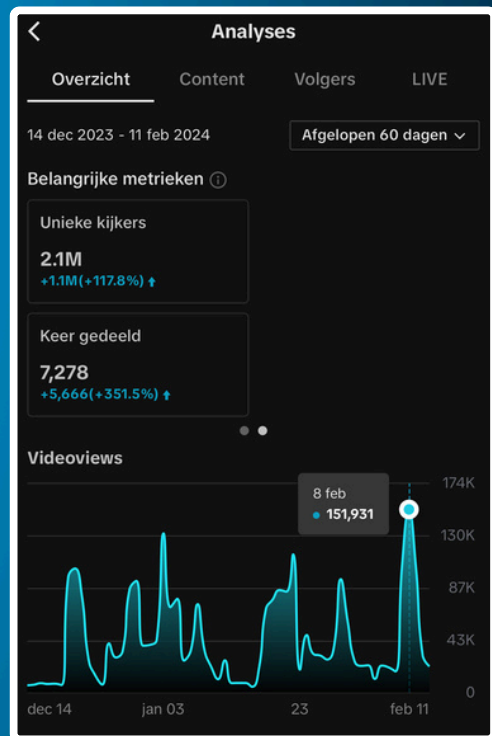 Analyses
Overzicht Content Volgers LIVE
14 dec 2023 - 11 feb 2024 Afgelopen 60 dagen
Belangrijke metrieken
Unieke kijkers
2.1M
+1.1M(+117.8%)
Keer gedeeld
7,278
+5,666(+351.5%)
Videoviews
174K
8 feb
151,931
130K
87K
43K
0
dec 14 jan 03 23 feb 11